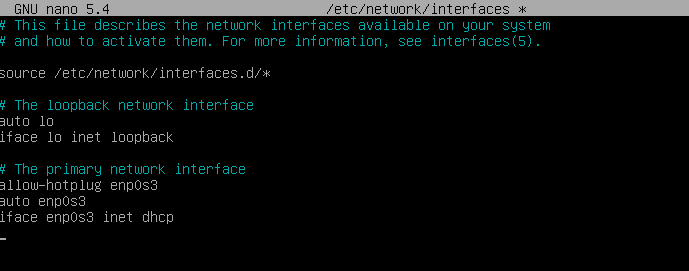 GNU nano 5.4 /etc/network/interfaces *
# This file describes the network interfaces available on your system
# and how to activate them. For more information, see interfaces(5).
source /etc/network/interfaces.d/*
# The loopback network interface
auto lo
iface lo inet loopback
# The primary network interface
allow-hotplug enp0s3
auto enp0s3
iface enp0s3 inet dhcp